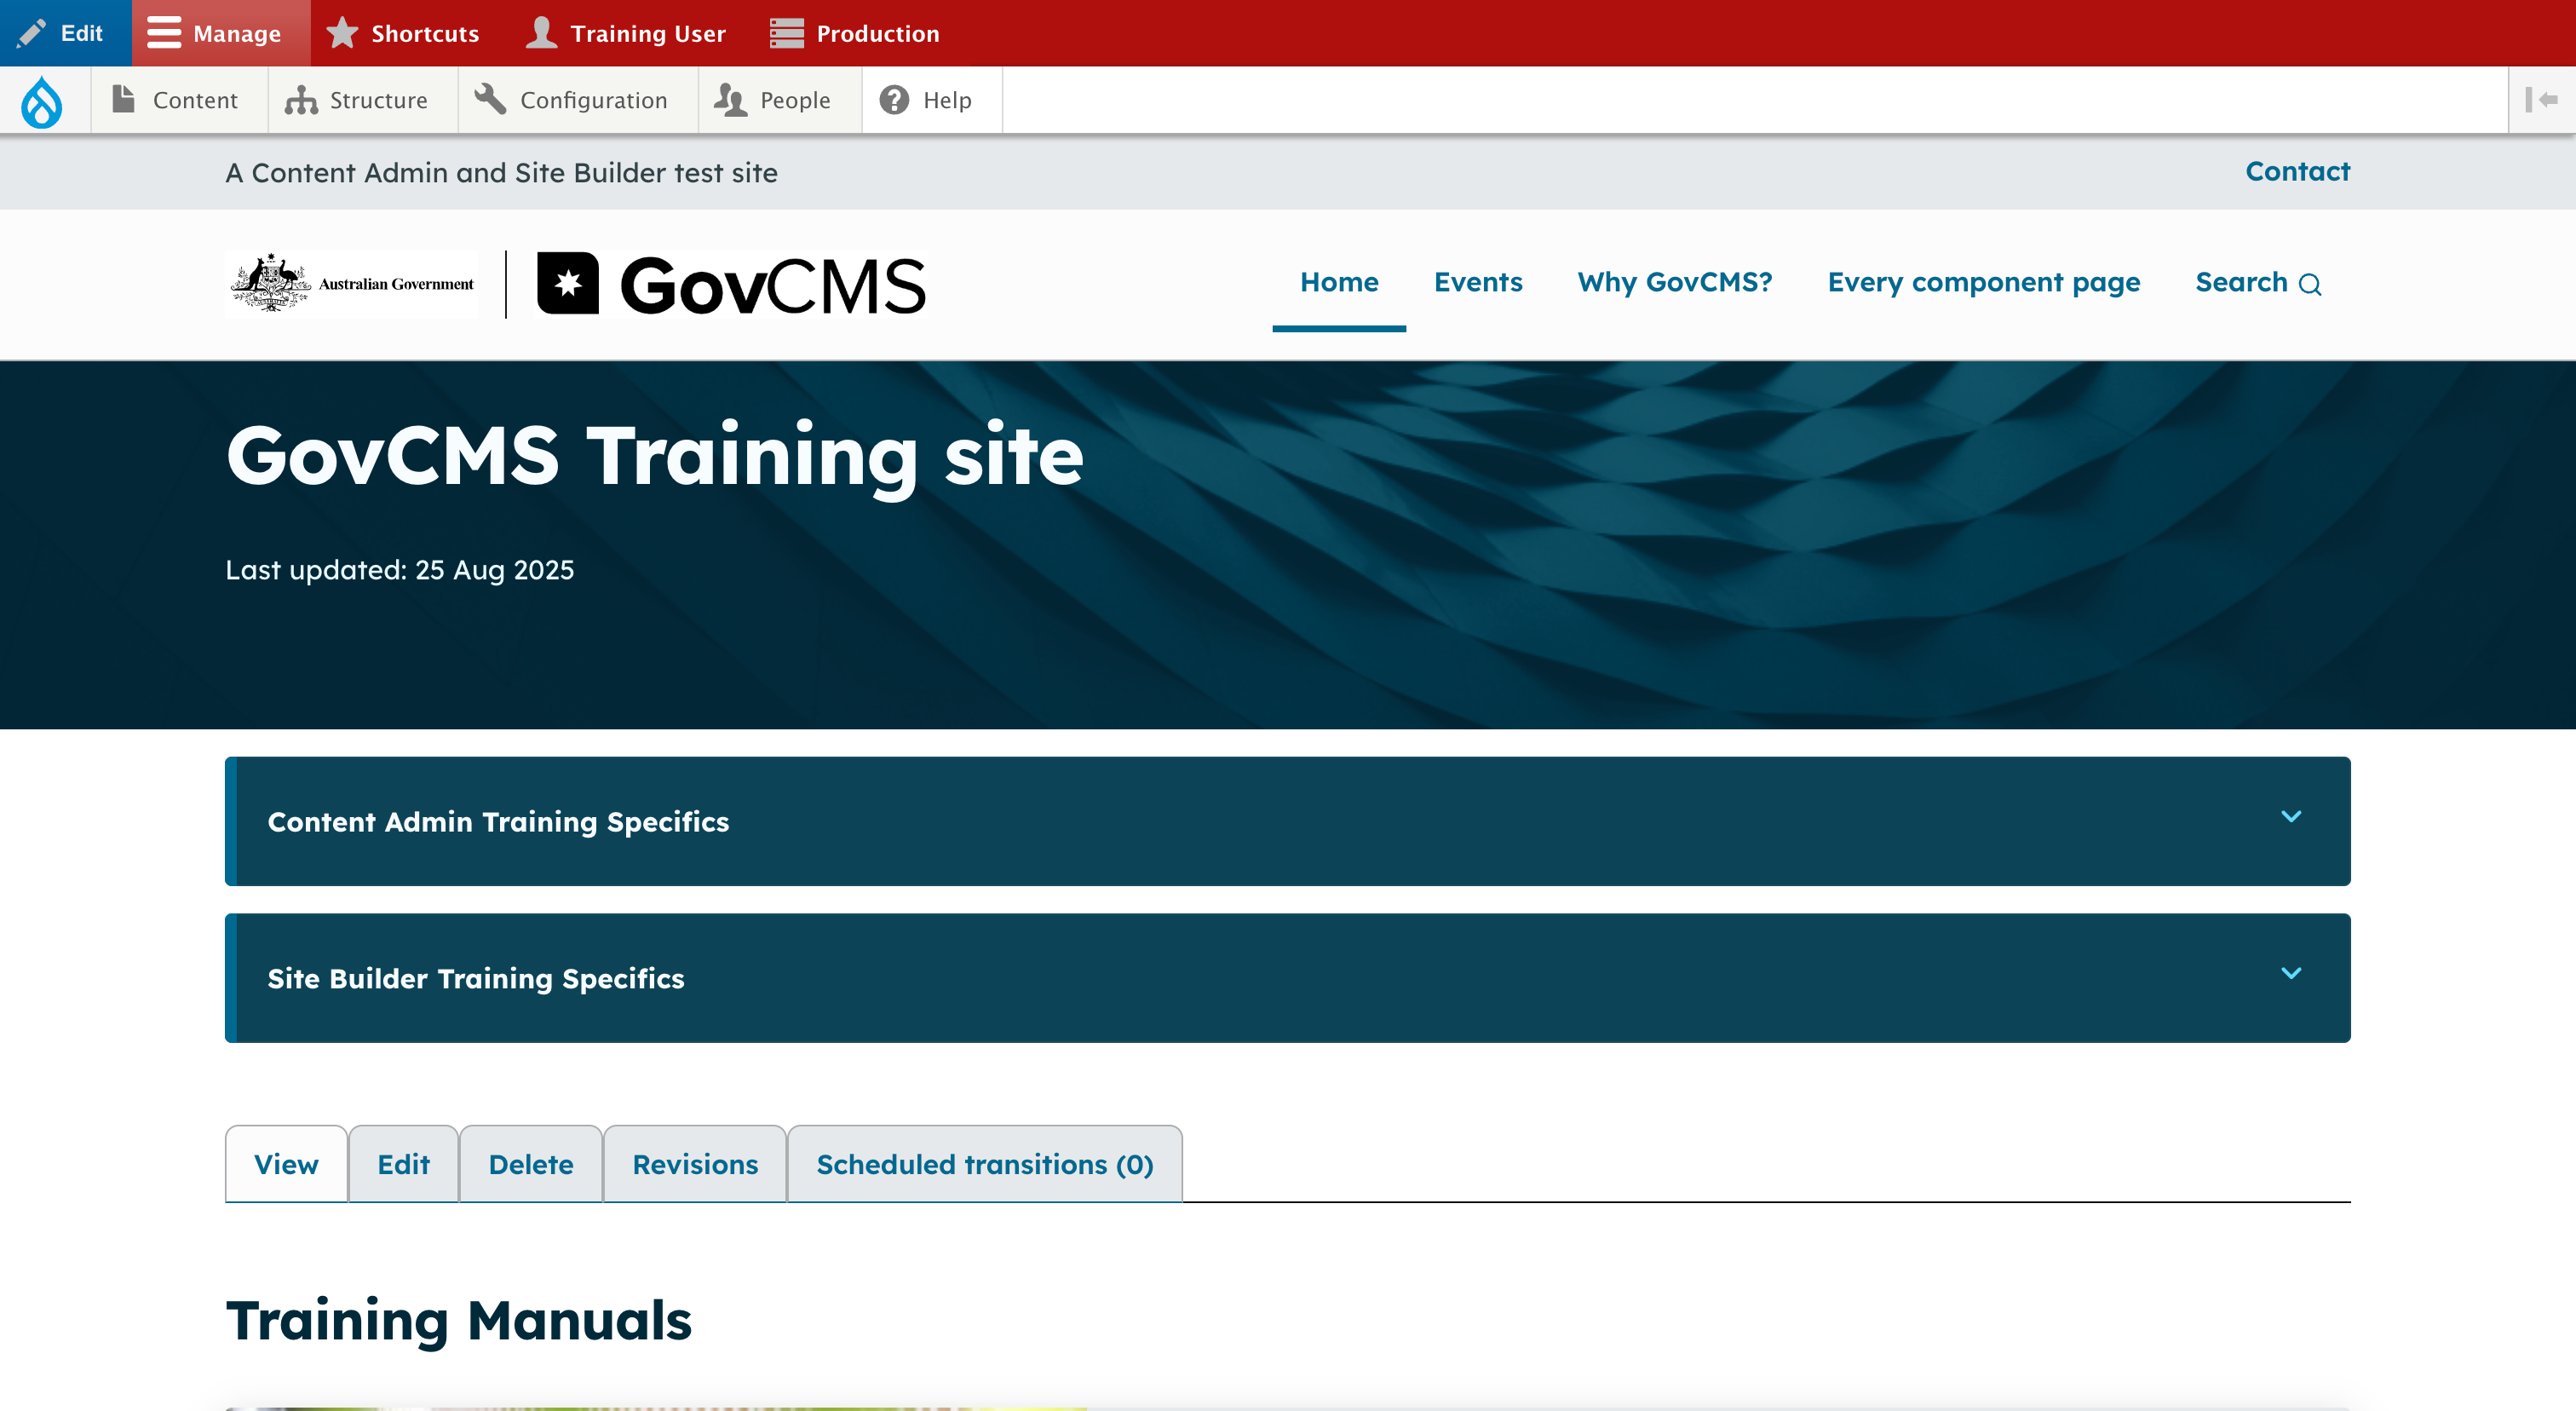 Edit Manage Shortcuts Training User Production
Content Structure Configuration People Help
A Content Admin and Site Builder test site Contact
Australian Government GovCMS Home Events Why GovCMS? Every component page Search
GovCMS Training site
Last updated: 25 Aug 2025
Content Admin Training Specifics
Site Builder Training Specifics
View Edit Delete Revisions Scheduled transitions (0)
Training Manuals